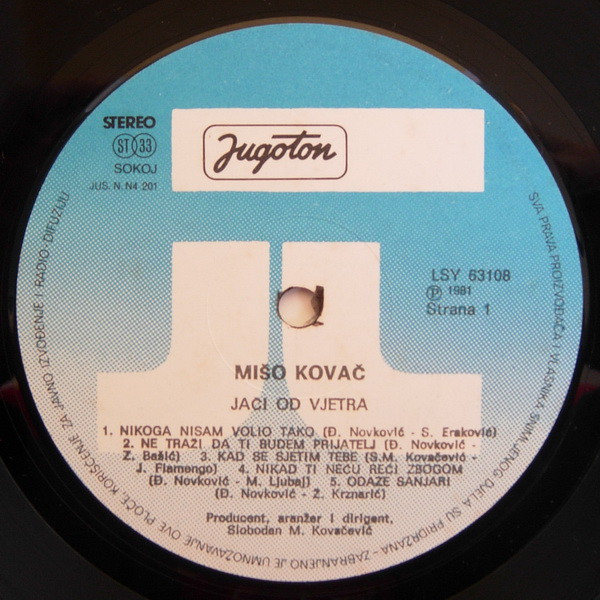 STEREO
ST 33
SOKOJ
JUS. N.N4 201
Jugoton
LSY 63108
Ⓟ 1981
Strana 1
MIŠO KOVAČ
JAČI OD VJETRA
1. NIKOGA NISAM VOLIO TAKO (Đ. Novković - S. Eraković)
2. NE TRAŽI DA TI BUDEM PRIJATELJ (Đ. Novković -
Z. Bašić) 3. KAD SE SJETIM TEBE (S.M. Kovačević -
J. Flamengo) 4. NIKAD TI NEĆU REĆI ZBOGOM
(Đ. Novković - M. Ljubaj) 5. ODAZE SANJARI
(Đ. Novković - Ž. Krznarić)
Producent, aranžer i dirigent,
Slobodan M. Kovačević
SVA PRAVA PROIZVOĐAČA I VLASNIKA SNIMLJENOG DJELA SU PRIDRŽANA - ZABRANJENO JE UMNOŽAVANJE OVE PLOČE, KORIŠĆENJE ZA JAVNO IZVOĐENJE I RADIO-DIFUZIJU